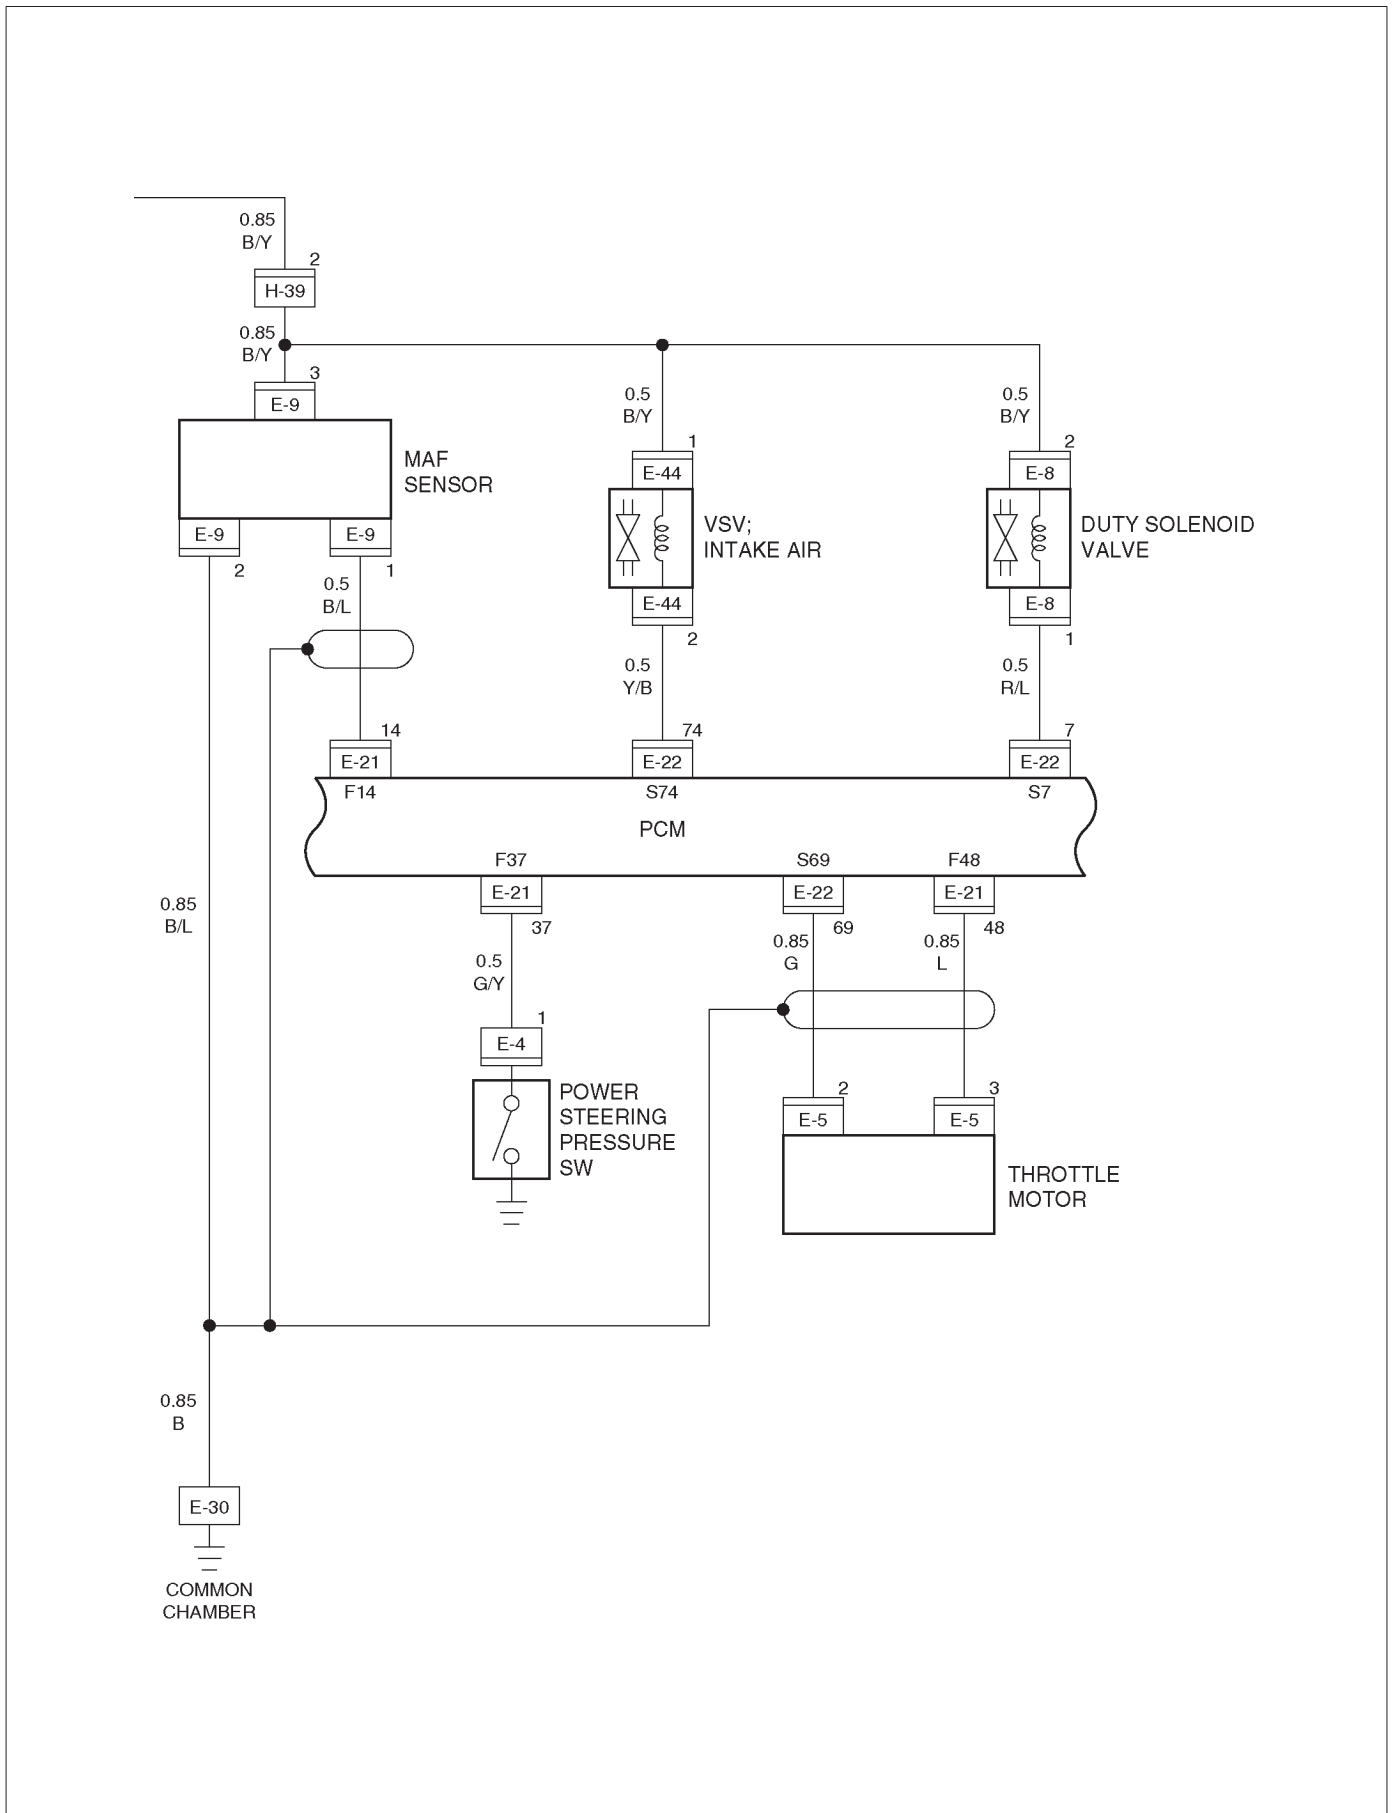 0.85
B/Y
2
H-39
0.85
B/Y
3
E-9
MAF
SENSOR
E-9
E-9
2
1
0.5
B/L
0.5
B/Y
1
E-44
VSV;
INTAKE AIR
E-44
2
0.5
Y/B
0.5
B/Y
2
E-8
DUTY SOLENOID
VALVE
E-8
1
0.5
R/L
14
E-21
F14
74
E-22
S74
7
E-22
S7
PCM
F37
E-21
37
S69
E-22
69
F48
E-21
48
0.85
B/L
0.5
G/Y
0.85
G
0.85
L
1
E-4
POWER
STEERING
PRESSURE
SW
2
E-5
3
E-5
THROTTLE
MOTOR
0.85
B
E-30
COMMON
CHAMBER